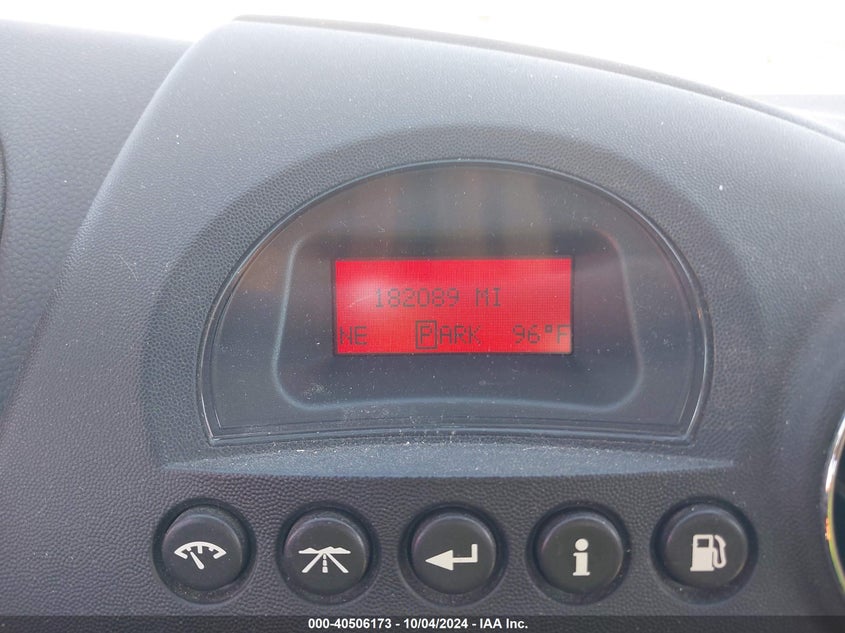 182089 MI
NE PARK 96°F
000-40506173 - 10/04/2024 - IAA Inc.